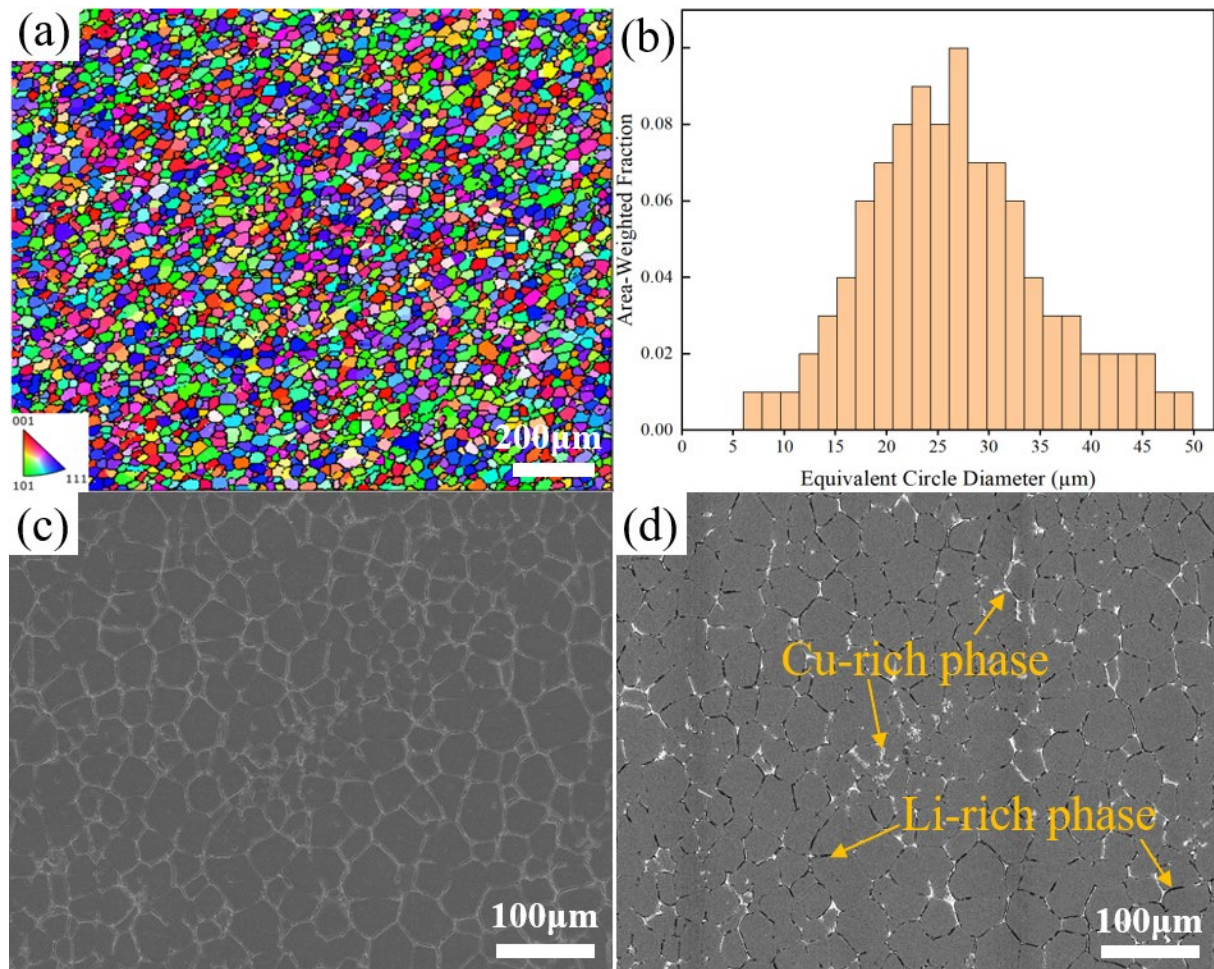 (a)
001
101
111
200μm
(b)
Area-Weighted Fraction
0.08
0.06
0.04
0.02
0.00
0 5 10 15 20 25 30 35 40 45 50
Equivalent Circle Diameter (μm)
(c)
100μm
(d)
Cu-rich phase
Li-rich phase
100μm